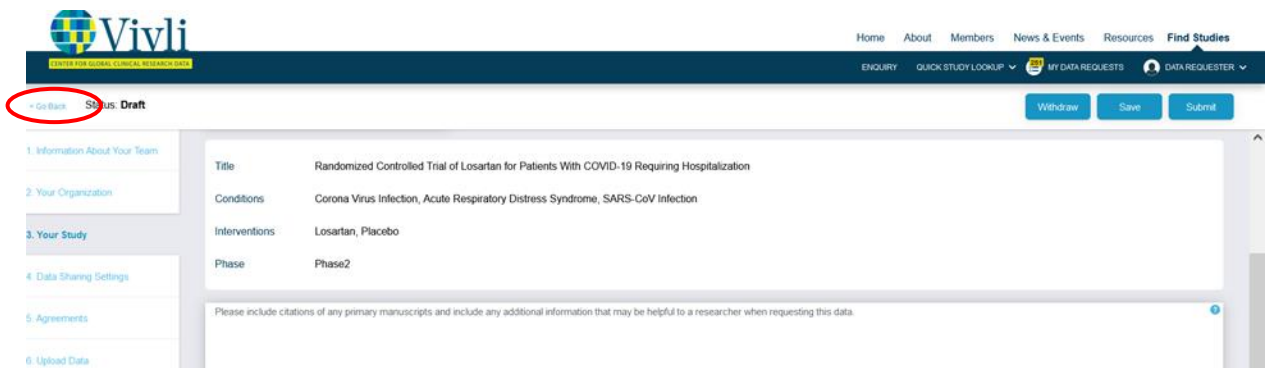 Vivli
CENTER FOR GLOBAL CLINICAL RESEARCH DATA
Home About Members News & Events Resources Find Studies
ENQUIRY QUICK STUDY LOOKUP 251 MY DATA REQUESTS DATA REQUESTER
< Go Back Status: Draft Withdraw Save Submit
1. Information About Your Team
2. Your Organization
3. Your Study
4. Data Sharing Settings
5. Agreements
6. Upload Data
Title Randomized Controlled Trial of Losartan for Patients With COVID-19 Requiring Hospitalization
Conditions Corona Virus Infection, Acute Respiratory Distress Syndrome, SARS-CoV Infection
Interventions Losartan, Placebo
Phase Phase2
Please include citations of any primary manuscripts and include any additional information that may be helpful to a researcher when requesting this data. ?